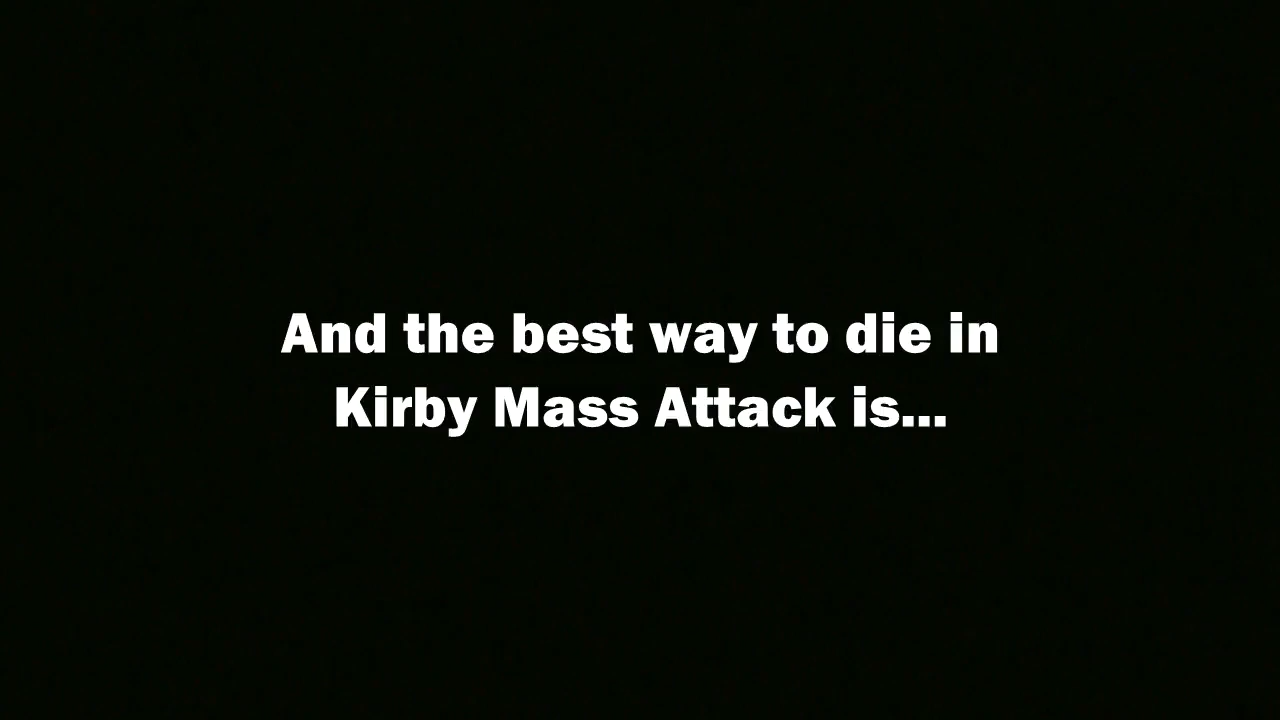 And the best way to die in
Kirby Mass Attack is...